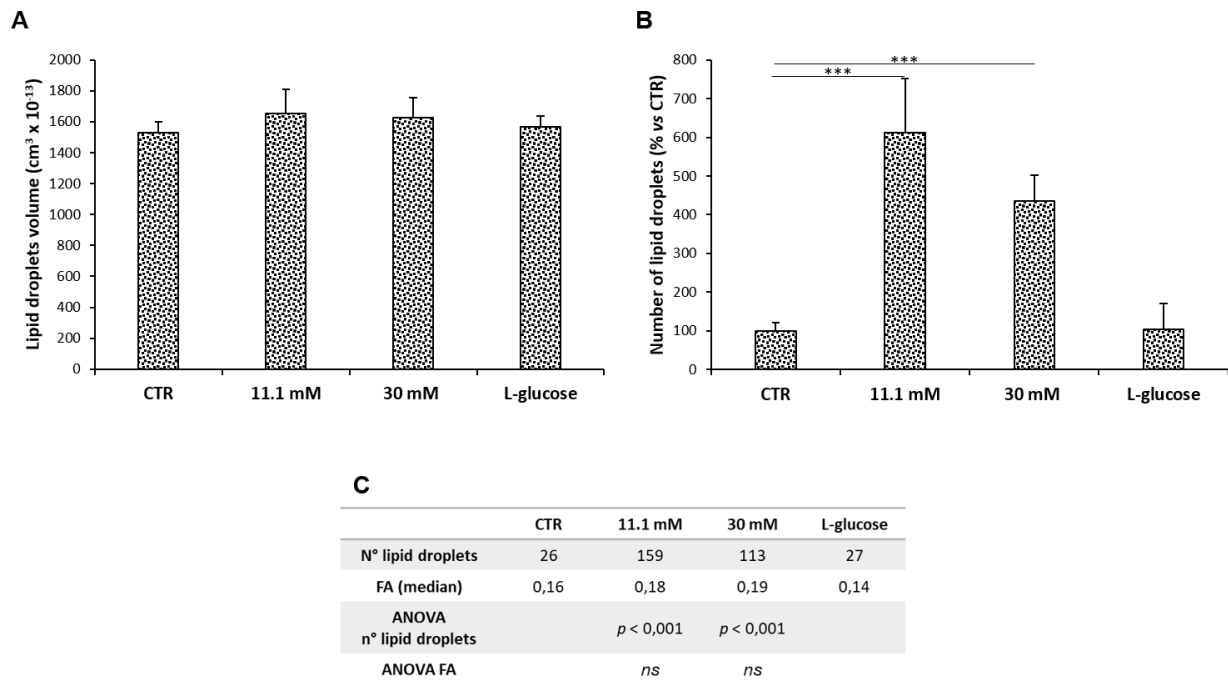 A
Lipid droplets volume (cm³ x 10⁻¹³)
2000
1800
1600
1400
1200
1000
800
600
400
200
0
CTR 11.1 mM 30 mM L-glucose
B
Number of lipid droplets (% vs CTR)
800
700
600
500
400
300
200
100
0
***
***
CTR 11.1 mM 30 mM L-glucose
C
CTR 11.1 mM 30 mM L-glucose
N° lipid droplets 26 159 113 27
FA (median) 0,16 0,18 0,19 0,14
ANOVA
n° lipid droplets p < 0,001 p < 0,001
ANOVA FA ns ns